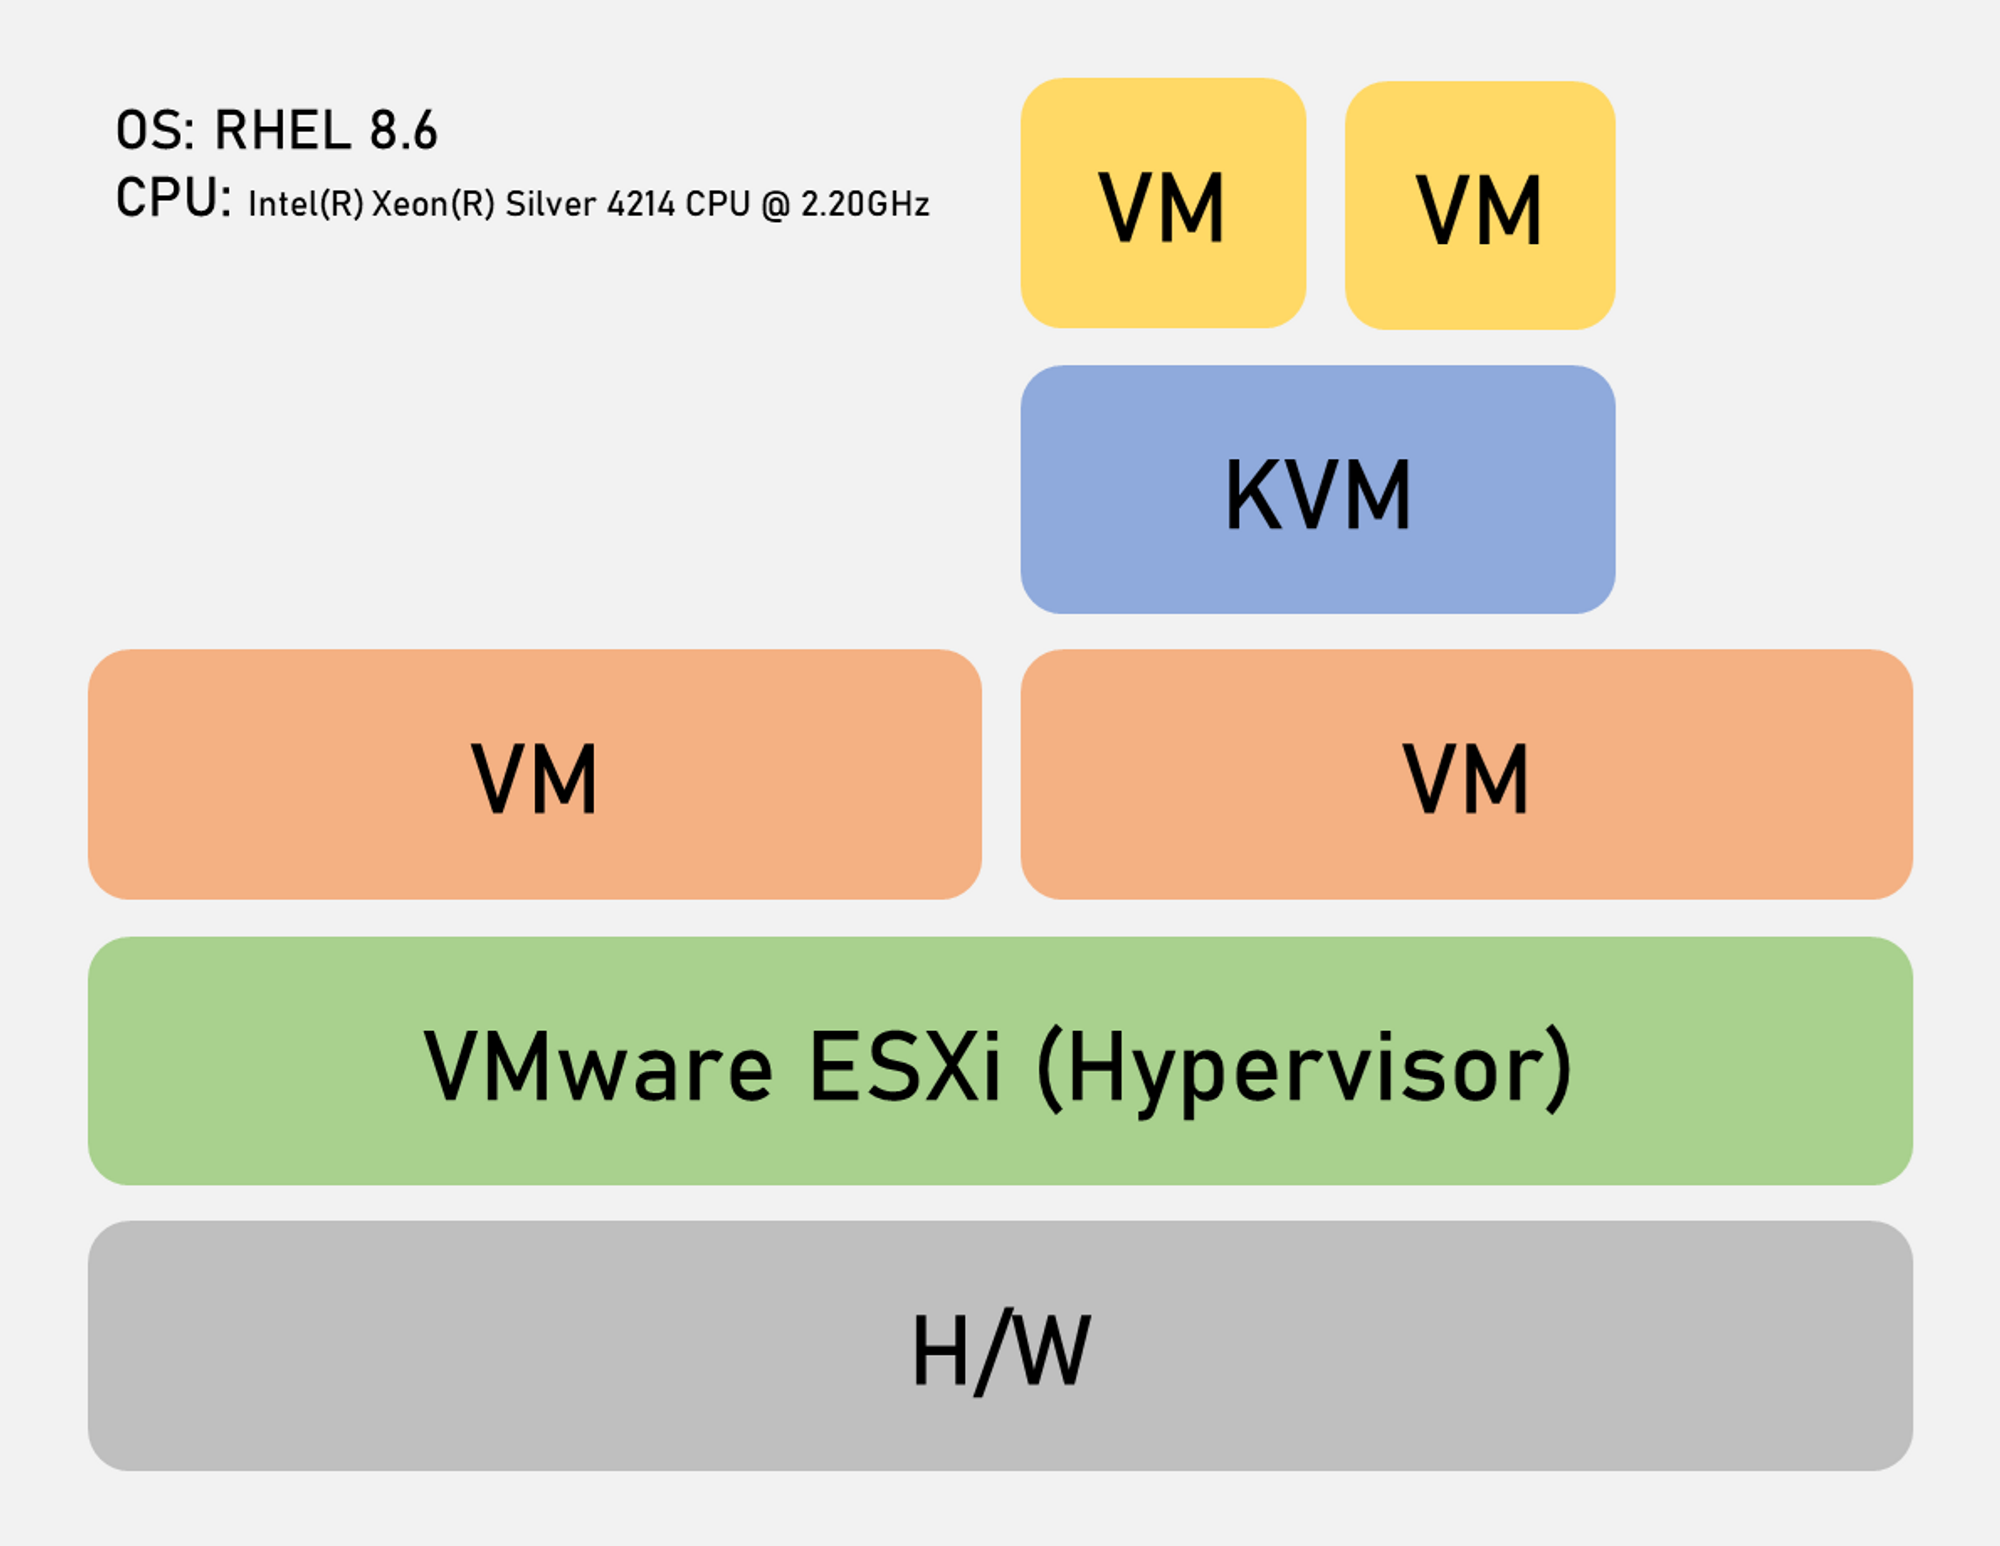 OS: RHEL 8.6
CPU: Intel(R) Xeon(R) Silver 4214 CPU @ 2.20GHz
VM
VM
KVM
VM
VM
VMware ESXi (Hypervisor)
H/W